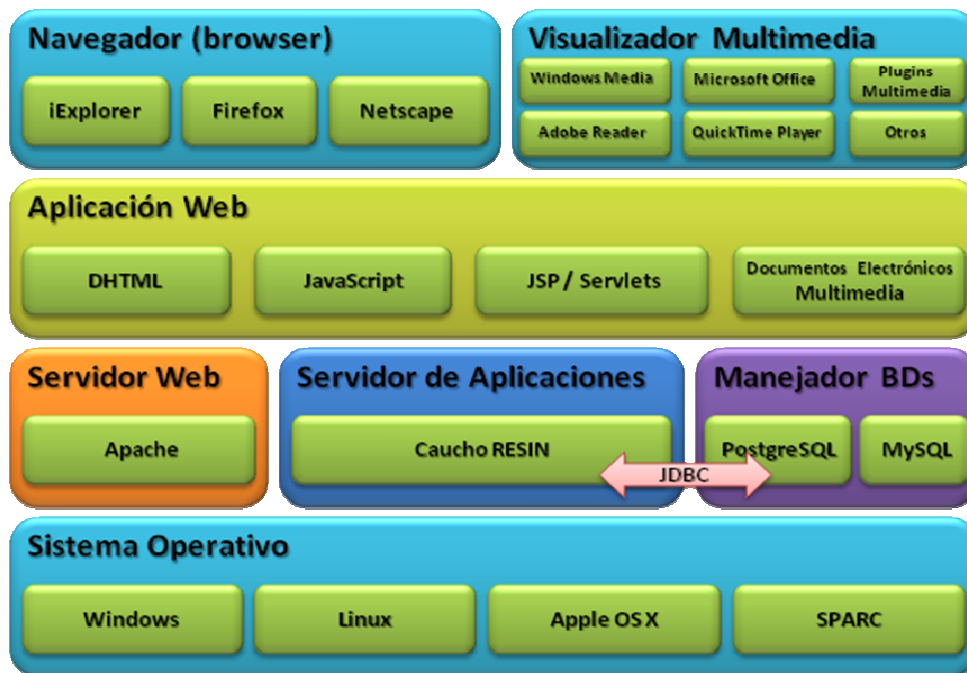 Navegador (browser)
iExplorer
Firefox
Netscape
Visualizador Multimedia
Windows Media
Microsoft Office
Plugins
Multimedia
Adobe Reader
QuickTime Player
Otros
Aplicación Web
DHTML
JavaScript
JSP / Servlets
Documentos Electrónicos
Multimedia
Servidor Web
Apache
Servidor de Aplicaciones
Caucho RESIN
JDBC
Manejador BDs
PostgreSQL
MySQL
Sistema Operativo
Windows
Linux
Apple OS X
SPARC